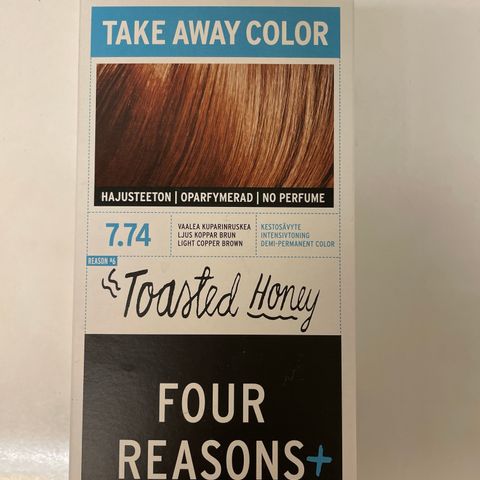 TAKE AWAY COLOR
HAJUSTEETON | OPARFYMERAD | NO PERFUME
7.74
VAALEA KUPARINRUSKEA
LJUS KOPPAR BRUN
LIGHT COPPER BROWN
KESTOSÄVYTE
INTENSIVTONING
DEMI-PERMANENT COLOR
REASON #6
Toasted Honey
FOUR
REASONS+